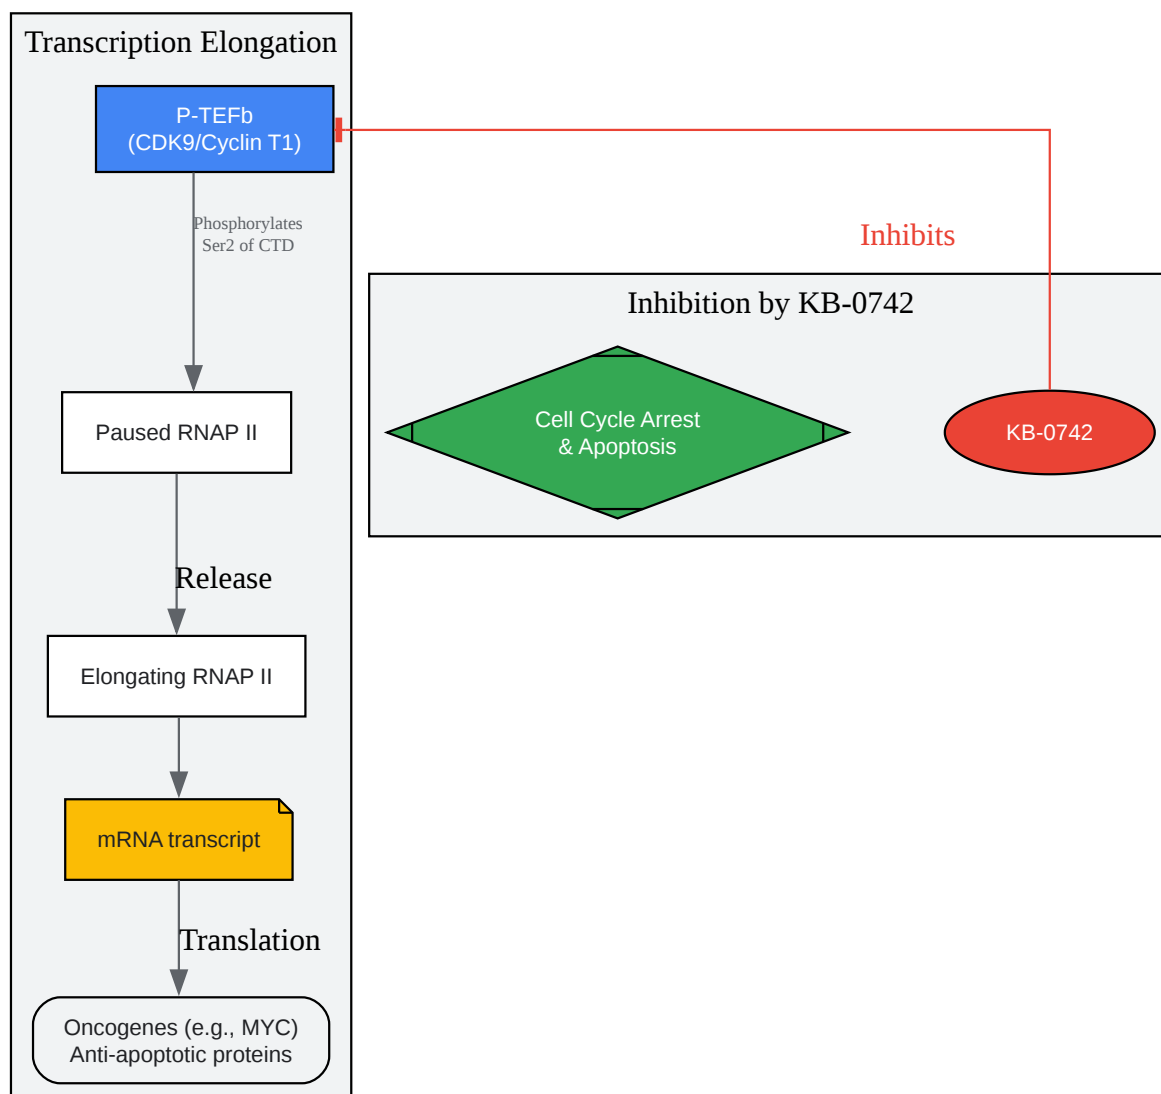 Transcription Elongation
P-TEFb
(CDK9/Cyclin T1)
Phosphorylates
Ser2 of CTD
Inhibits
Inhibition by KB-0742
Cell Cycle Arrest
& Apoptosis
KB-0742
Paused RNAP II
Release
Elongating RNAP II
mRNA transcript
Translation
Oncogenes (e.g., MYC)
Anti-apoptotic proteins